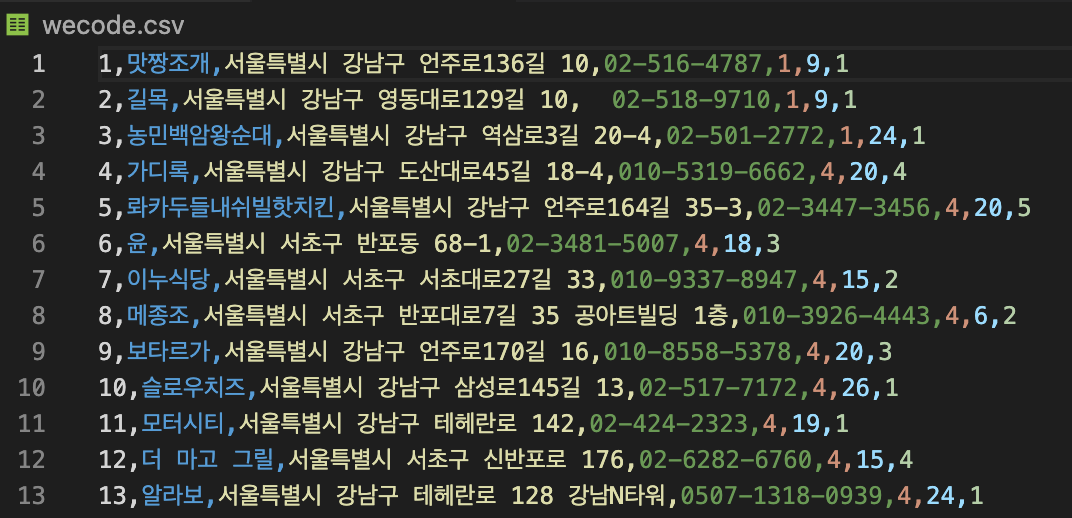 wecode.csv
1 1,맛짱조개,서울특별시 강남구 언주로136길 10,02-516-4787,1,9,1
2 2,길목,서울특별시 강남구 영동대로129길 10,  02-518-9710,1,9,1
3 3,농민백암왕순대,서울특별시 강남구 역삼로3길 20-4,02-501-2772,1,24,1
4 4,가디록,서울특별시 강남구 도산대로45길 18-4,010-5319-6662,4,20,4
5 5,롸카두들내쉬빌핫치킨,서울특별시 강남구 언주로164길 35-3,02-3447-3456,4,20,5
6 6,윤,서울특별시 서초구 반포동 68-1,02-3481-5007,4,18,3
7 7,이누식당,서울특별시 서초구 서초대로27길 33,010-9337-8947,4,15,2
8 8,메종조,서울특별시 서초구 반포대로7길 35 공아트빌딩 1층,010-3926-4443,4,6,2
9 9,보타르가,서울특별시 강남구 언주로170길 16,010-8558-5378,4,20,3
10 10,슬로우치즈,서울특별시 강남구 삼성로145길 13,02-517-7172,4,26,1
11 11,모터시티,서울특별시 강남구 테헤란로 142,02-424-2323,4,19,1
12 12,더 마고 그릴,서울특별시 서초구 신반포로 176,02-6282-6760,4,15,4
13 13,알라보,서울특별시 강남구 테헤란로 128 강남N타워,0507-1318-0939,4,24,1